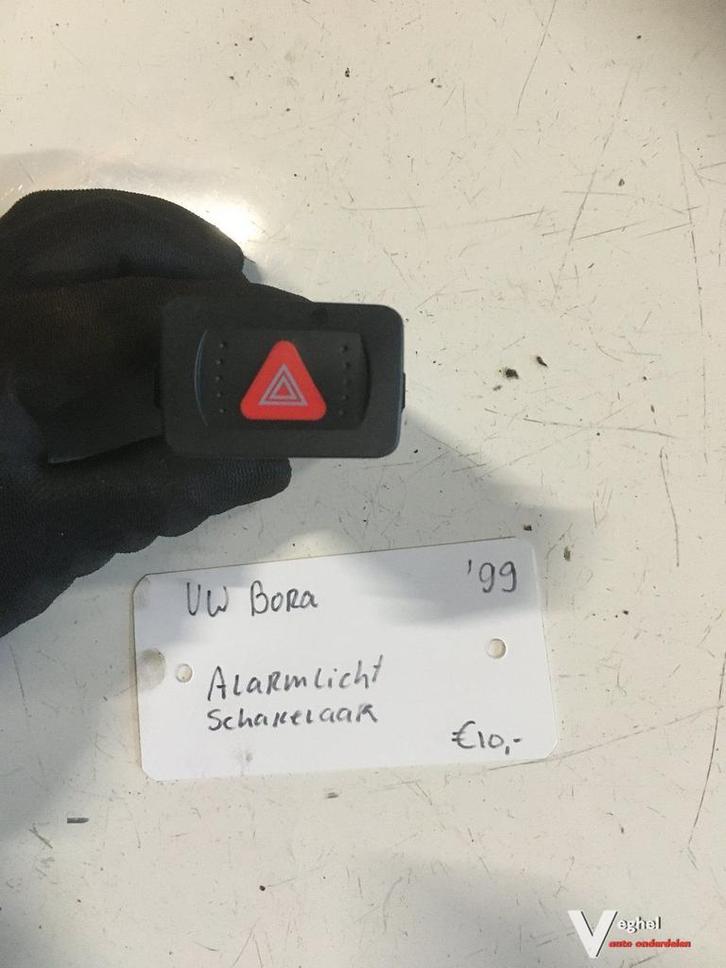 VW Bora '99
Alarmlicht
Schakelaar
€10,-
Veghel
auto onderdelen